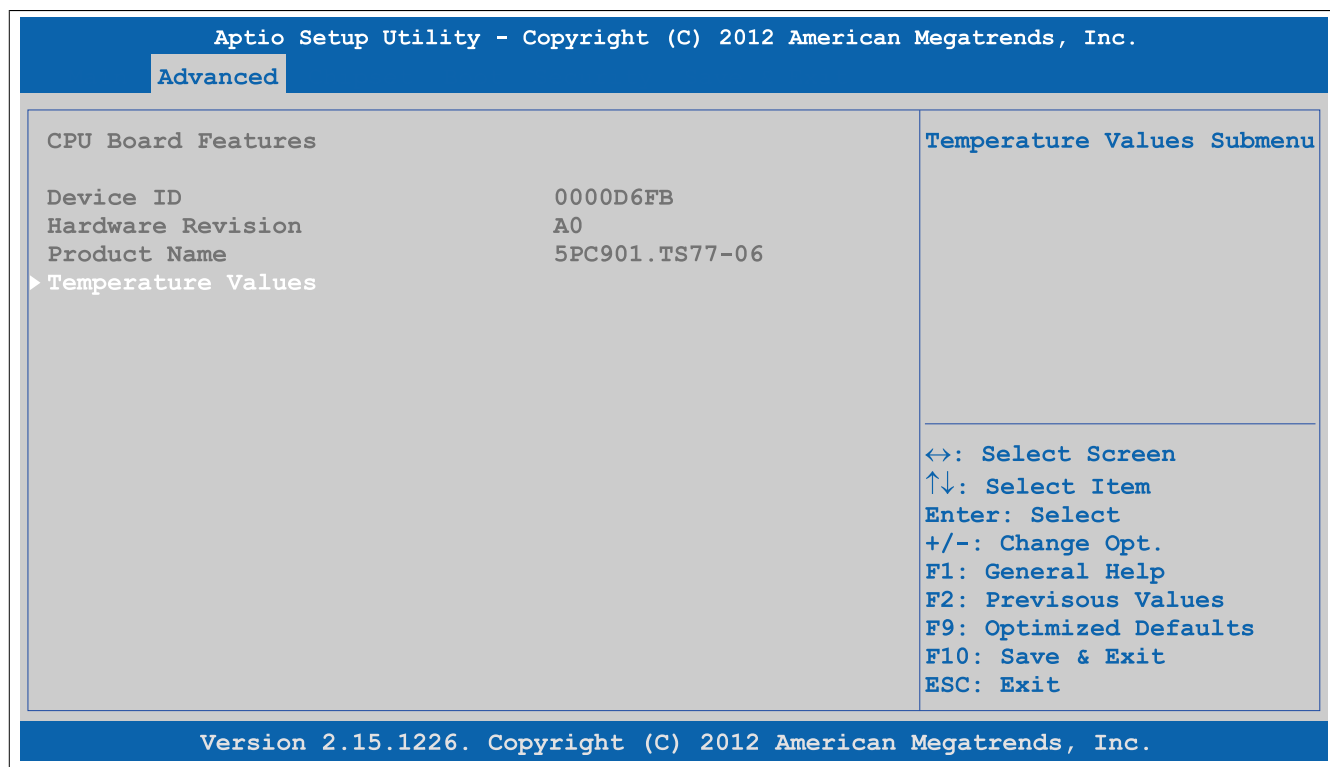 Aptio Setup Utility - Copyright (C) 2012 American Megatrends, Inc.
Advanced
CPU Board Features
Device ID 0000D6FB
Hardware Revision A0
Product Name 5PC901.TS77-06
Temperature Values
Temperature Values Submenu
↔: Select Screen
↑↓: Select Item
Enter: Select
+/-: Change Opt.
F1: General Help
F2: Previsous Values
F9: Optimized Defaults
F10: Save & Exit
ESC: Exit
Version 2.15.1226. Copyright (C) 2012 American Megatrends, Inc.